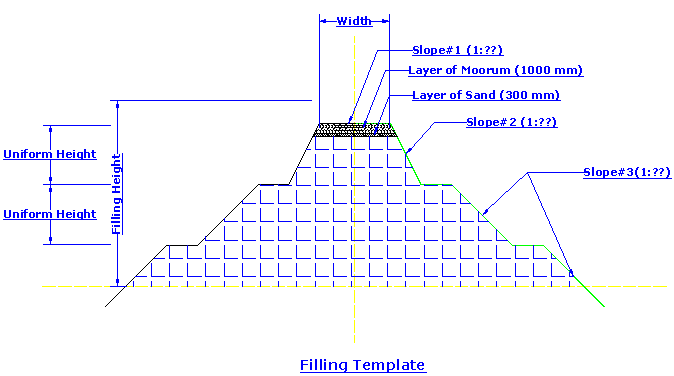 Width
Slope#1 (1:??)
Layer of Moorum (1000 mm)
Layer of Sand (300 mm)
Slope#2 (1:??)
Uniform Height
Slope#3(1:??)
Filling Height
Uniform Height
Filling Template